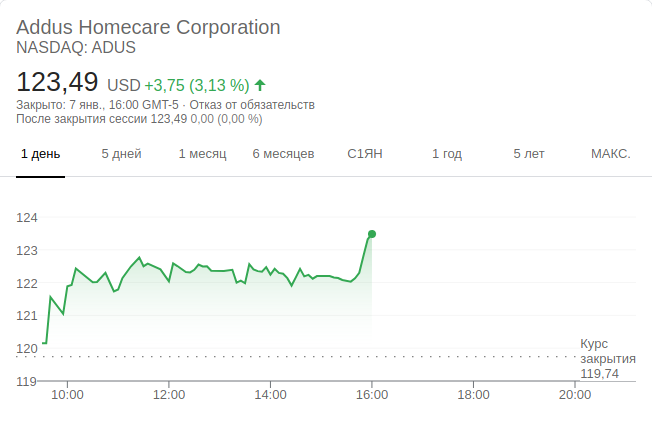 Addus Homecare Corporation
NASDAQ: ADUS
123,49 USD +3,75 (3,13 %)
Закрыто: 7 янв., 16:00 GMT-5 · Отказ от обязательств
После закрытия сессии 123,49 0,00 (0,00 %)
1 день 5 дней 1 месяц 6 месяцев С1ЯН 1 год 5 лет МАКС.
124
123
122
121
120
119
Курс
закрытия
119,74
10:00 12:00 14:00 16:00 18:00 20:00